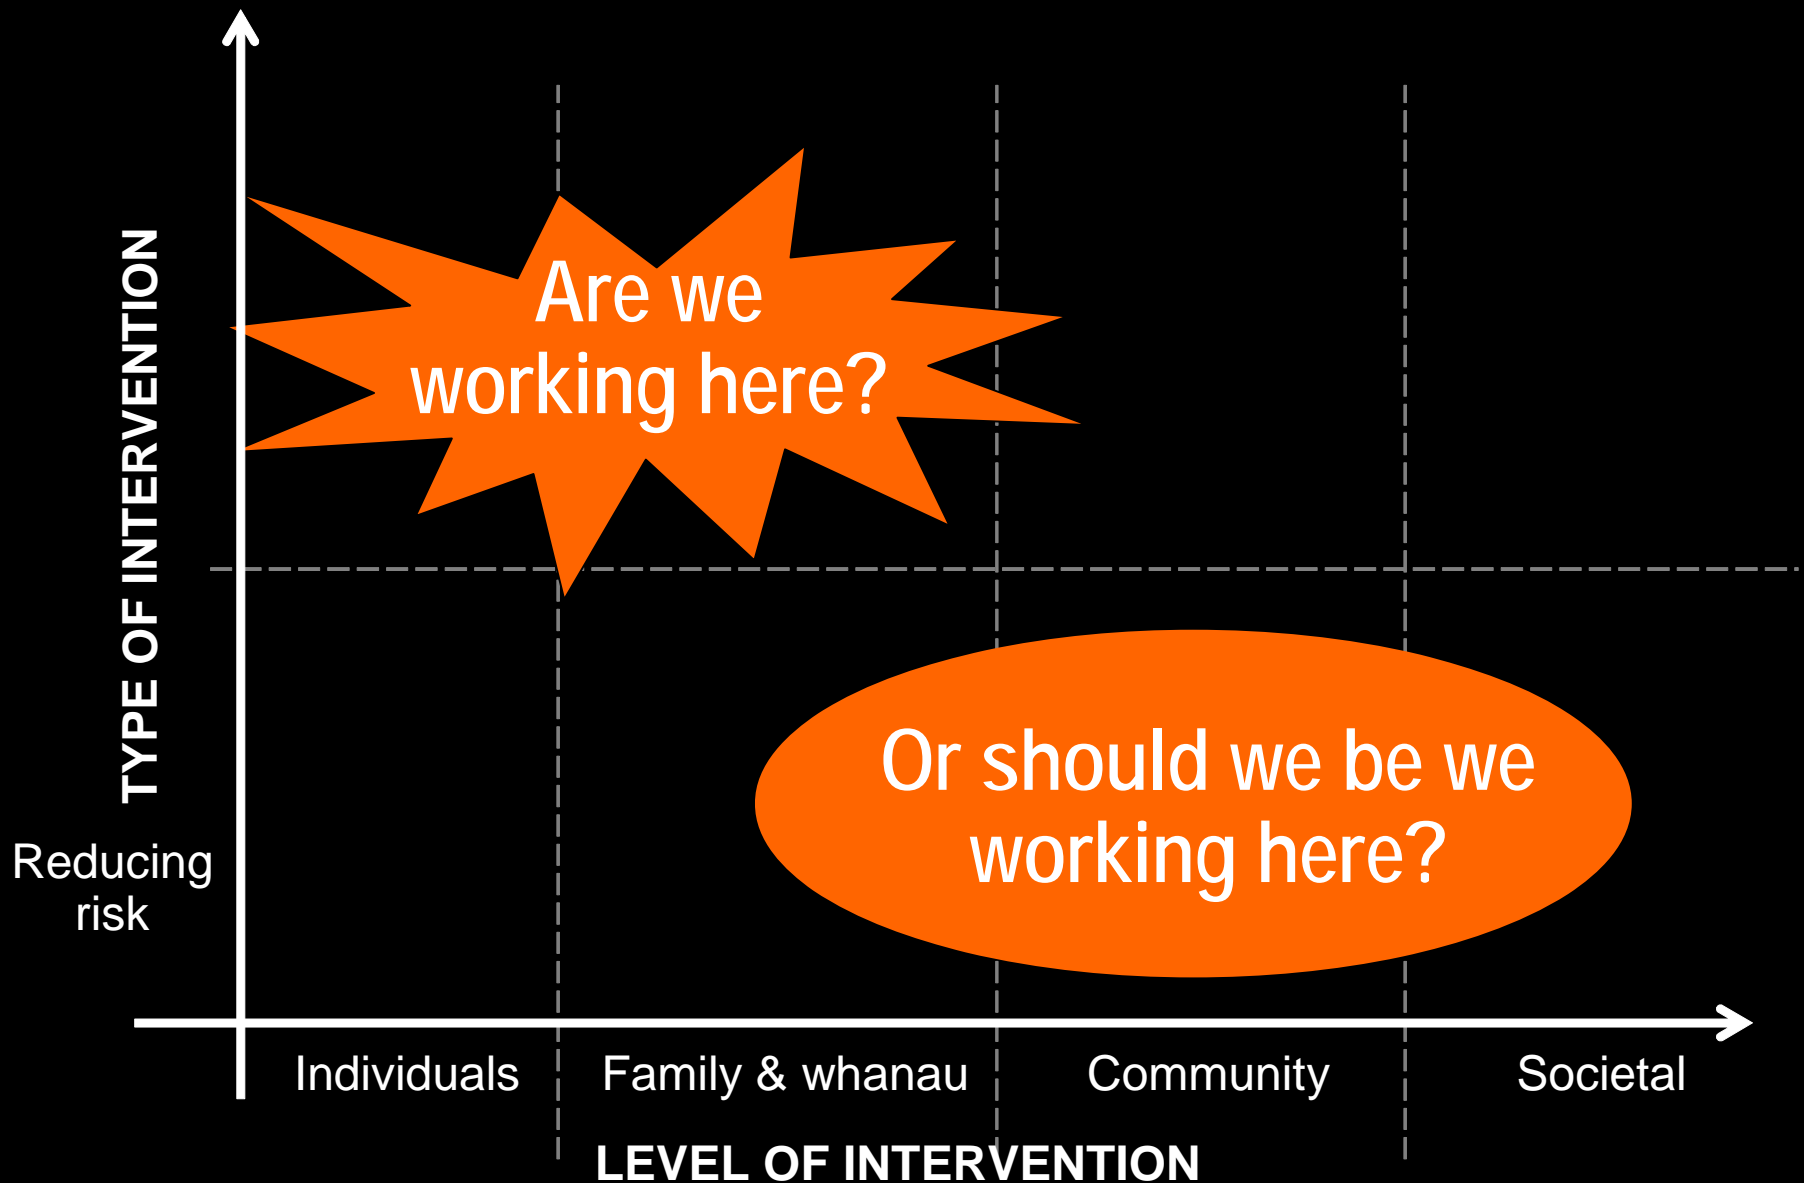 TYPE OF INTERVENTION
Are we
working here?
Or should we be we
working here?
Reducing
risk
Individuals
Family & whanau
Community
Societal
LEVEL OF INTERVENTION